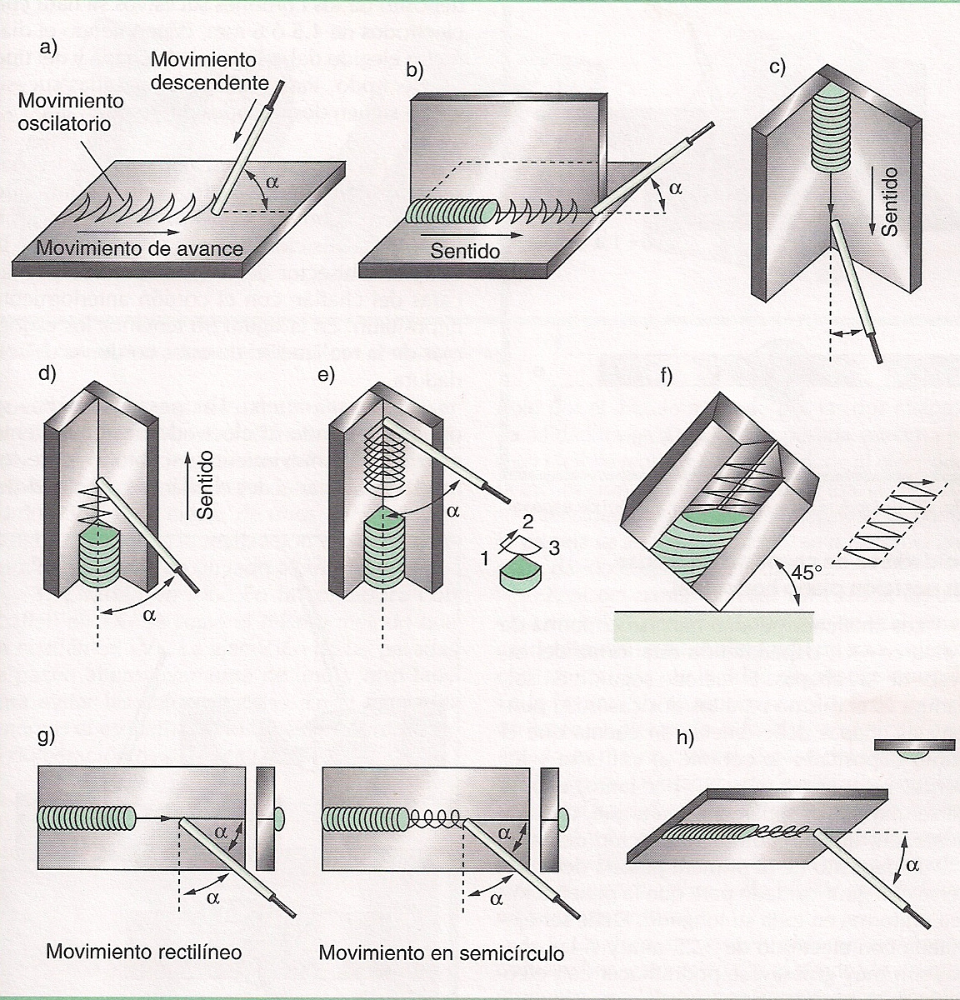 a)
Movimiento
descendente
Movimiento
oscilatorio
α
Movimiento de avance
b)
α
Sentido
c)
Sentido
d)
Sentido
α
e)
α
1
2
3
f)
45°
g)
α
α
Movimiento rectilíneo
α
α
Movimiento en semicírculo
h)
α